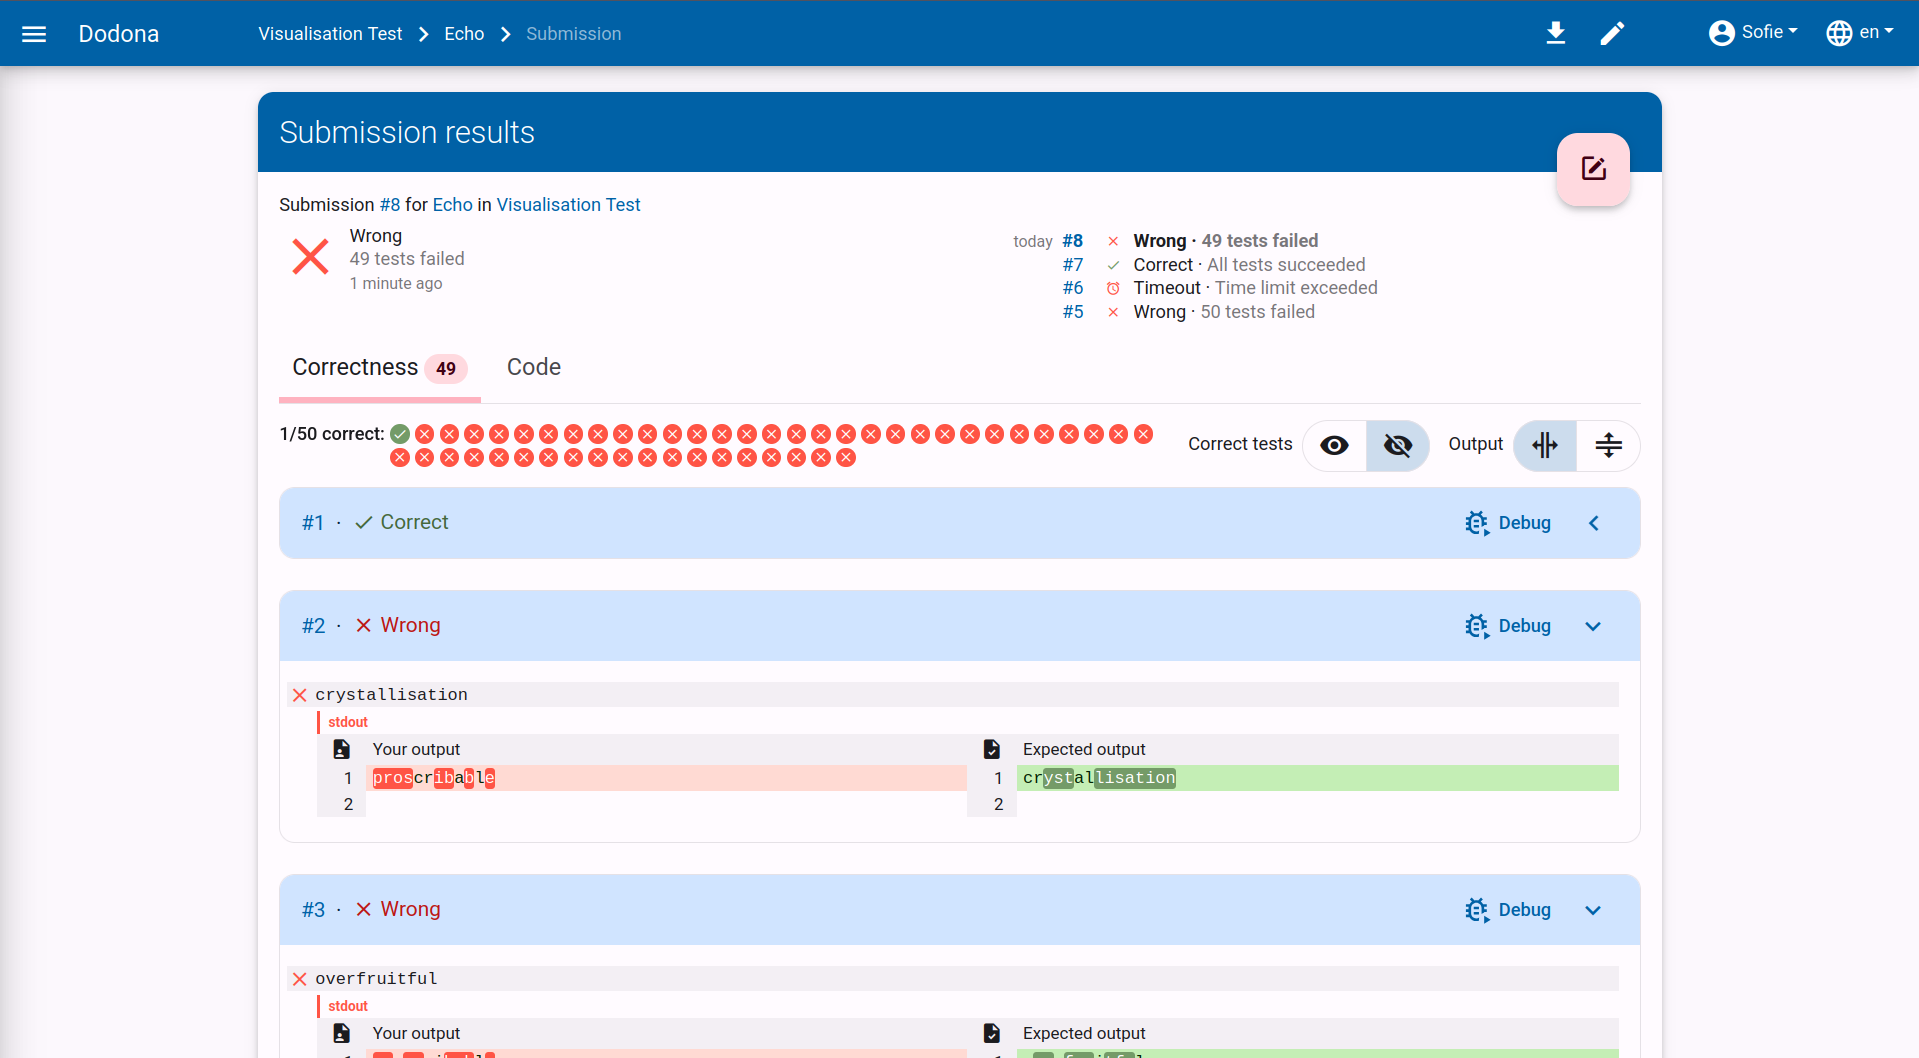 Dodona
Visualisation Test
Echo
Submission
Sofie
en
Submission results
Submission #8 for Echo in Visualisation Test
Wrong
49 tests failed
1 minute ago
today #8 Wrong · 49 tests failed
#7 Correct · All tests succeeded
#6 Timeout · Time limit exceeded
#5 Wrong · 50 tests failed
Correctness 49
Code
1/50 correct:
Correct tests
Output
#1 · Correct
Debug
#2 · Wrong
Debug
crystallisation
stdout
Your output
Expected output
1 proscribable
1 crystallisation
2
2
#3 · Wrong
Debug
overfruitful
stdout
Your output
Expected output